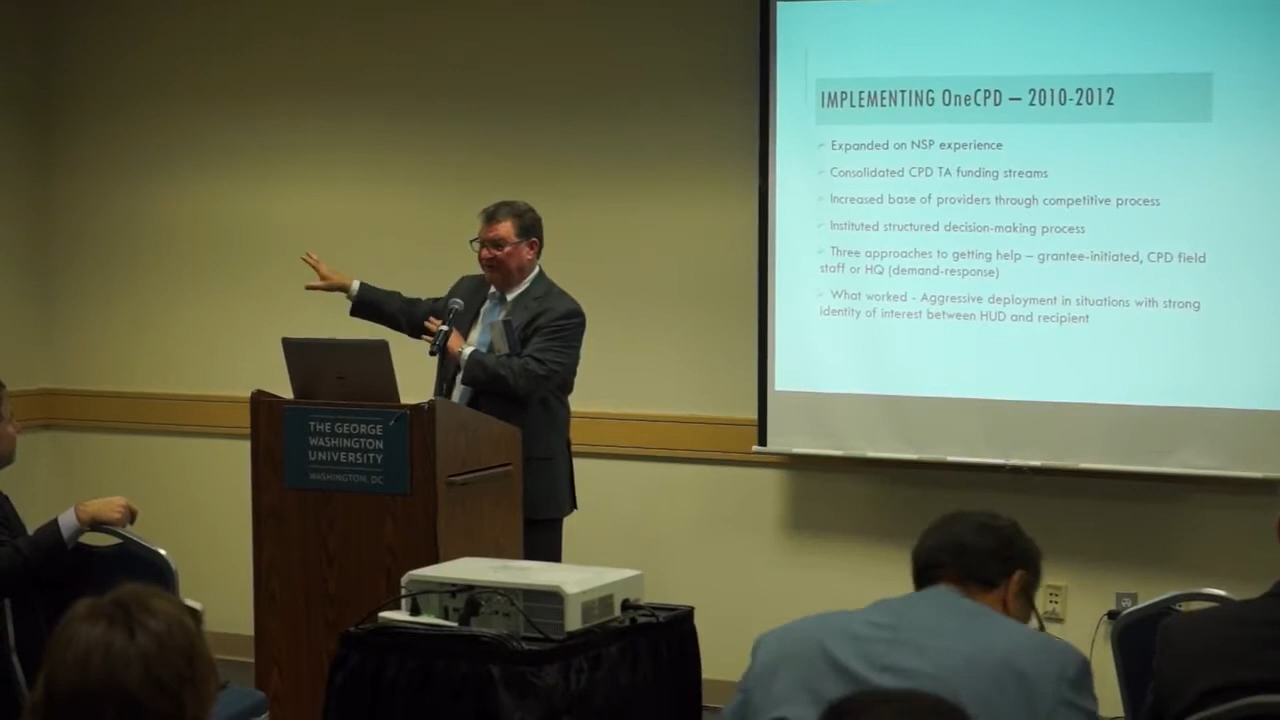 IMPLEMENTING OneCPD – 2010-2012
Expanded on NSP experience
Consolidated CPD TA funding streams
Increased base of providers through competitive process
Instituted structured decision-making process
Three approaches to getting help – grantee-initiated, CPD field
staff or HQ (demand-response)
What worked - Aggressive deployment in situations with strong
identity of interest between HUD and recipient
THE GEORGE
WASHINGTON
UNIVERSITY
WASHINGTON, DC